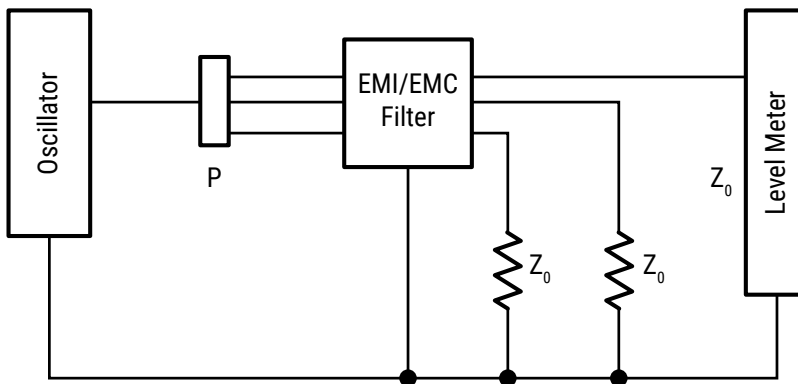 Oscillator
P
EMI/EMC
Filter
Z₀
Z₀
Z₀
Level Meter